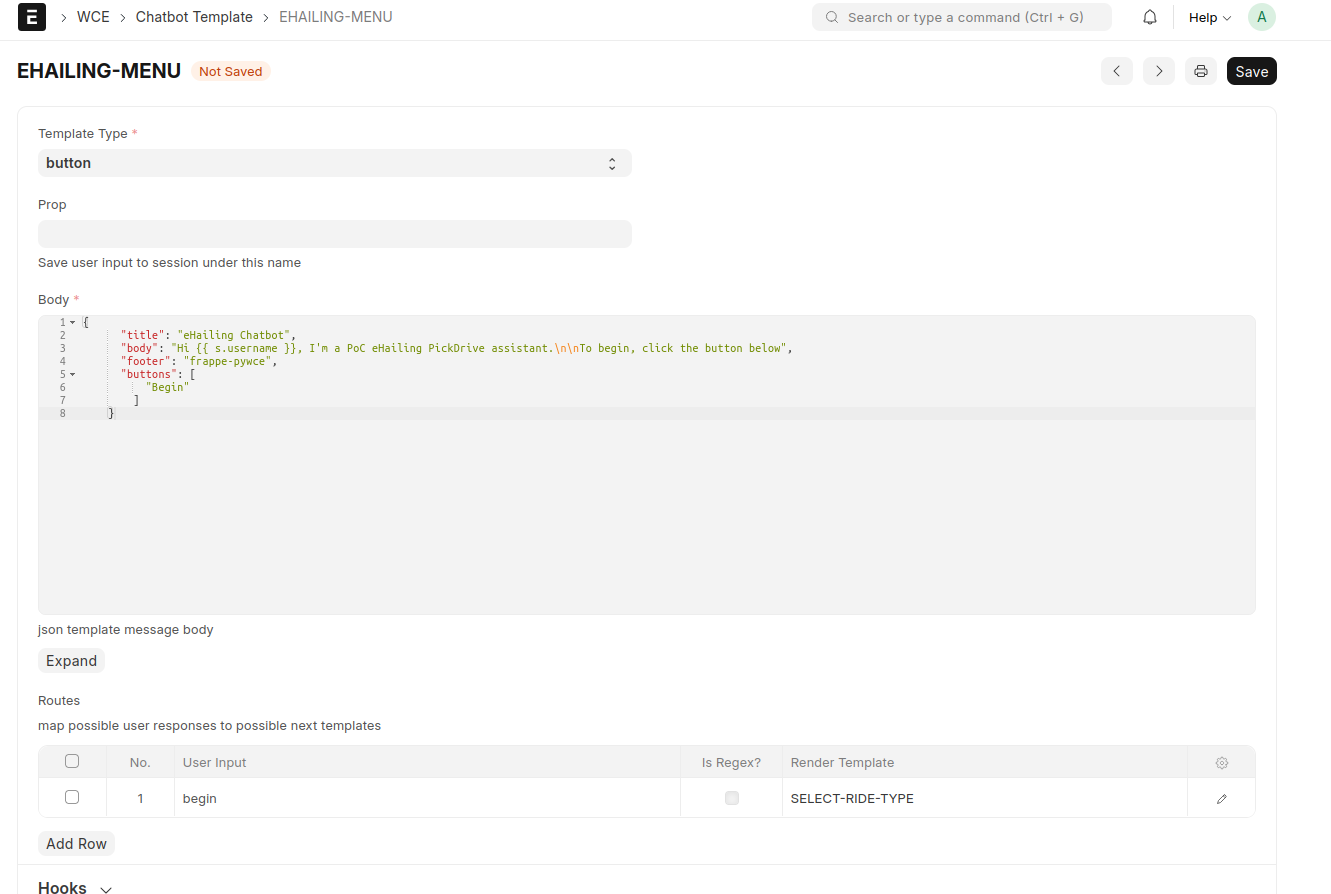 E WCE Chatbot Template EHAILING-MENU Search or type a command (Ctrl + G) Help A
EHAILING-MENU Not Saved Save
Template Type *
button
Prop
Save user input to session under this name
Body *
1 {
2 "title": "eHailing Chatbot",
3 "body": "Hi {{ s.username }}, I'm a PoC eHailing PickDrive assistant.\n\nTo begin, click the button below",
4 "footer": "frappe-pywce",
5 "buttons": [
6 "Begin"
7 ]
8 }
json template message body
Expand
Routes
map possible user responses to possible next templates
No. User Input Is Regex? Render Template
1 begin SELECT-RIDE-TYPE
Add Row
Hooks